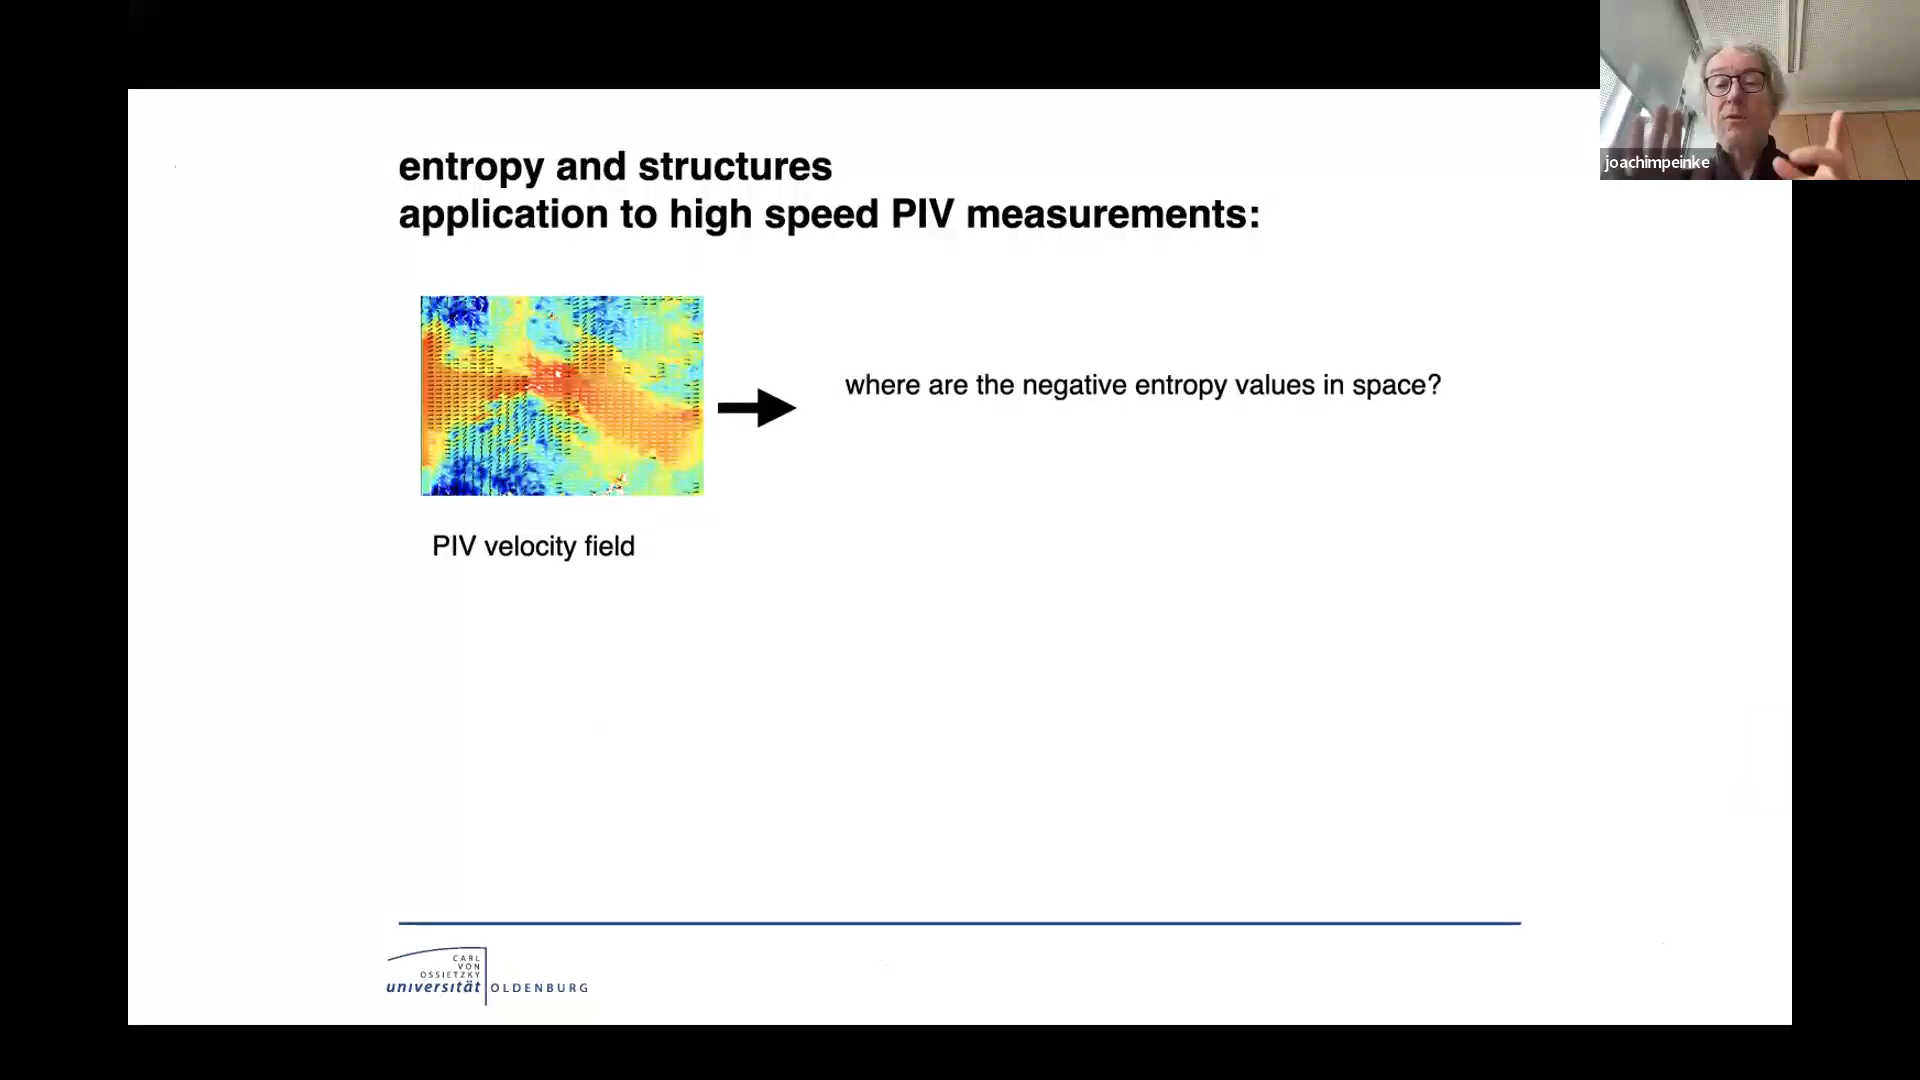 joachimpeinke
entropy and structures
application to high speed PIV measurements:
where are the negative entropy values in space?
PIV velocity field
CARL
VON
OSSIETZKY
universität OLDENBURG